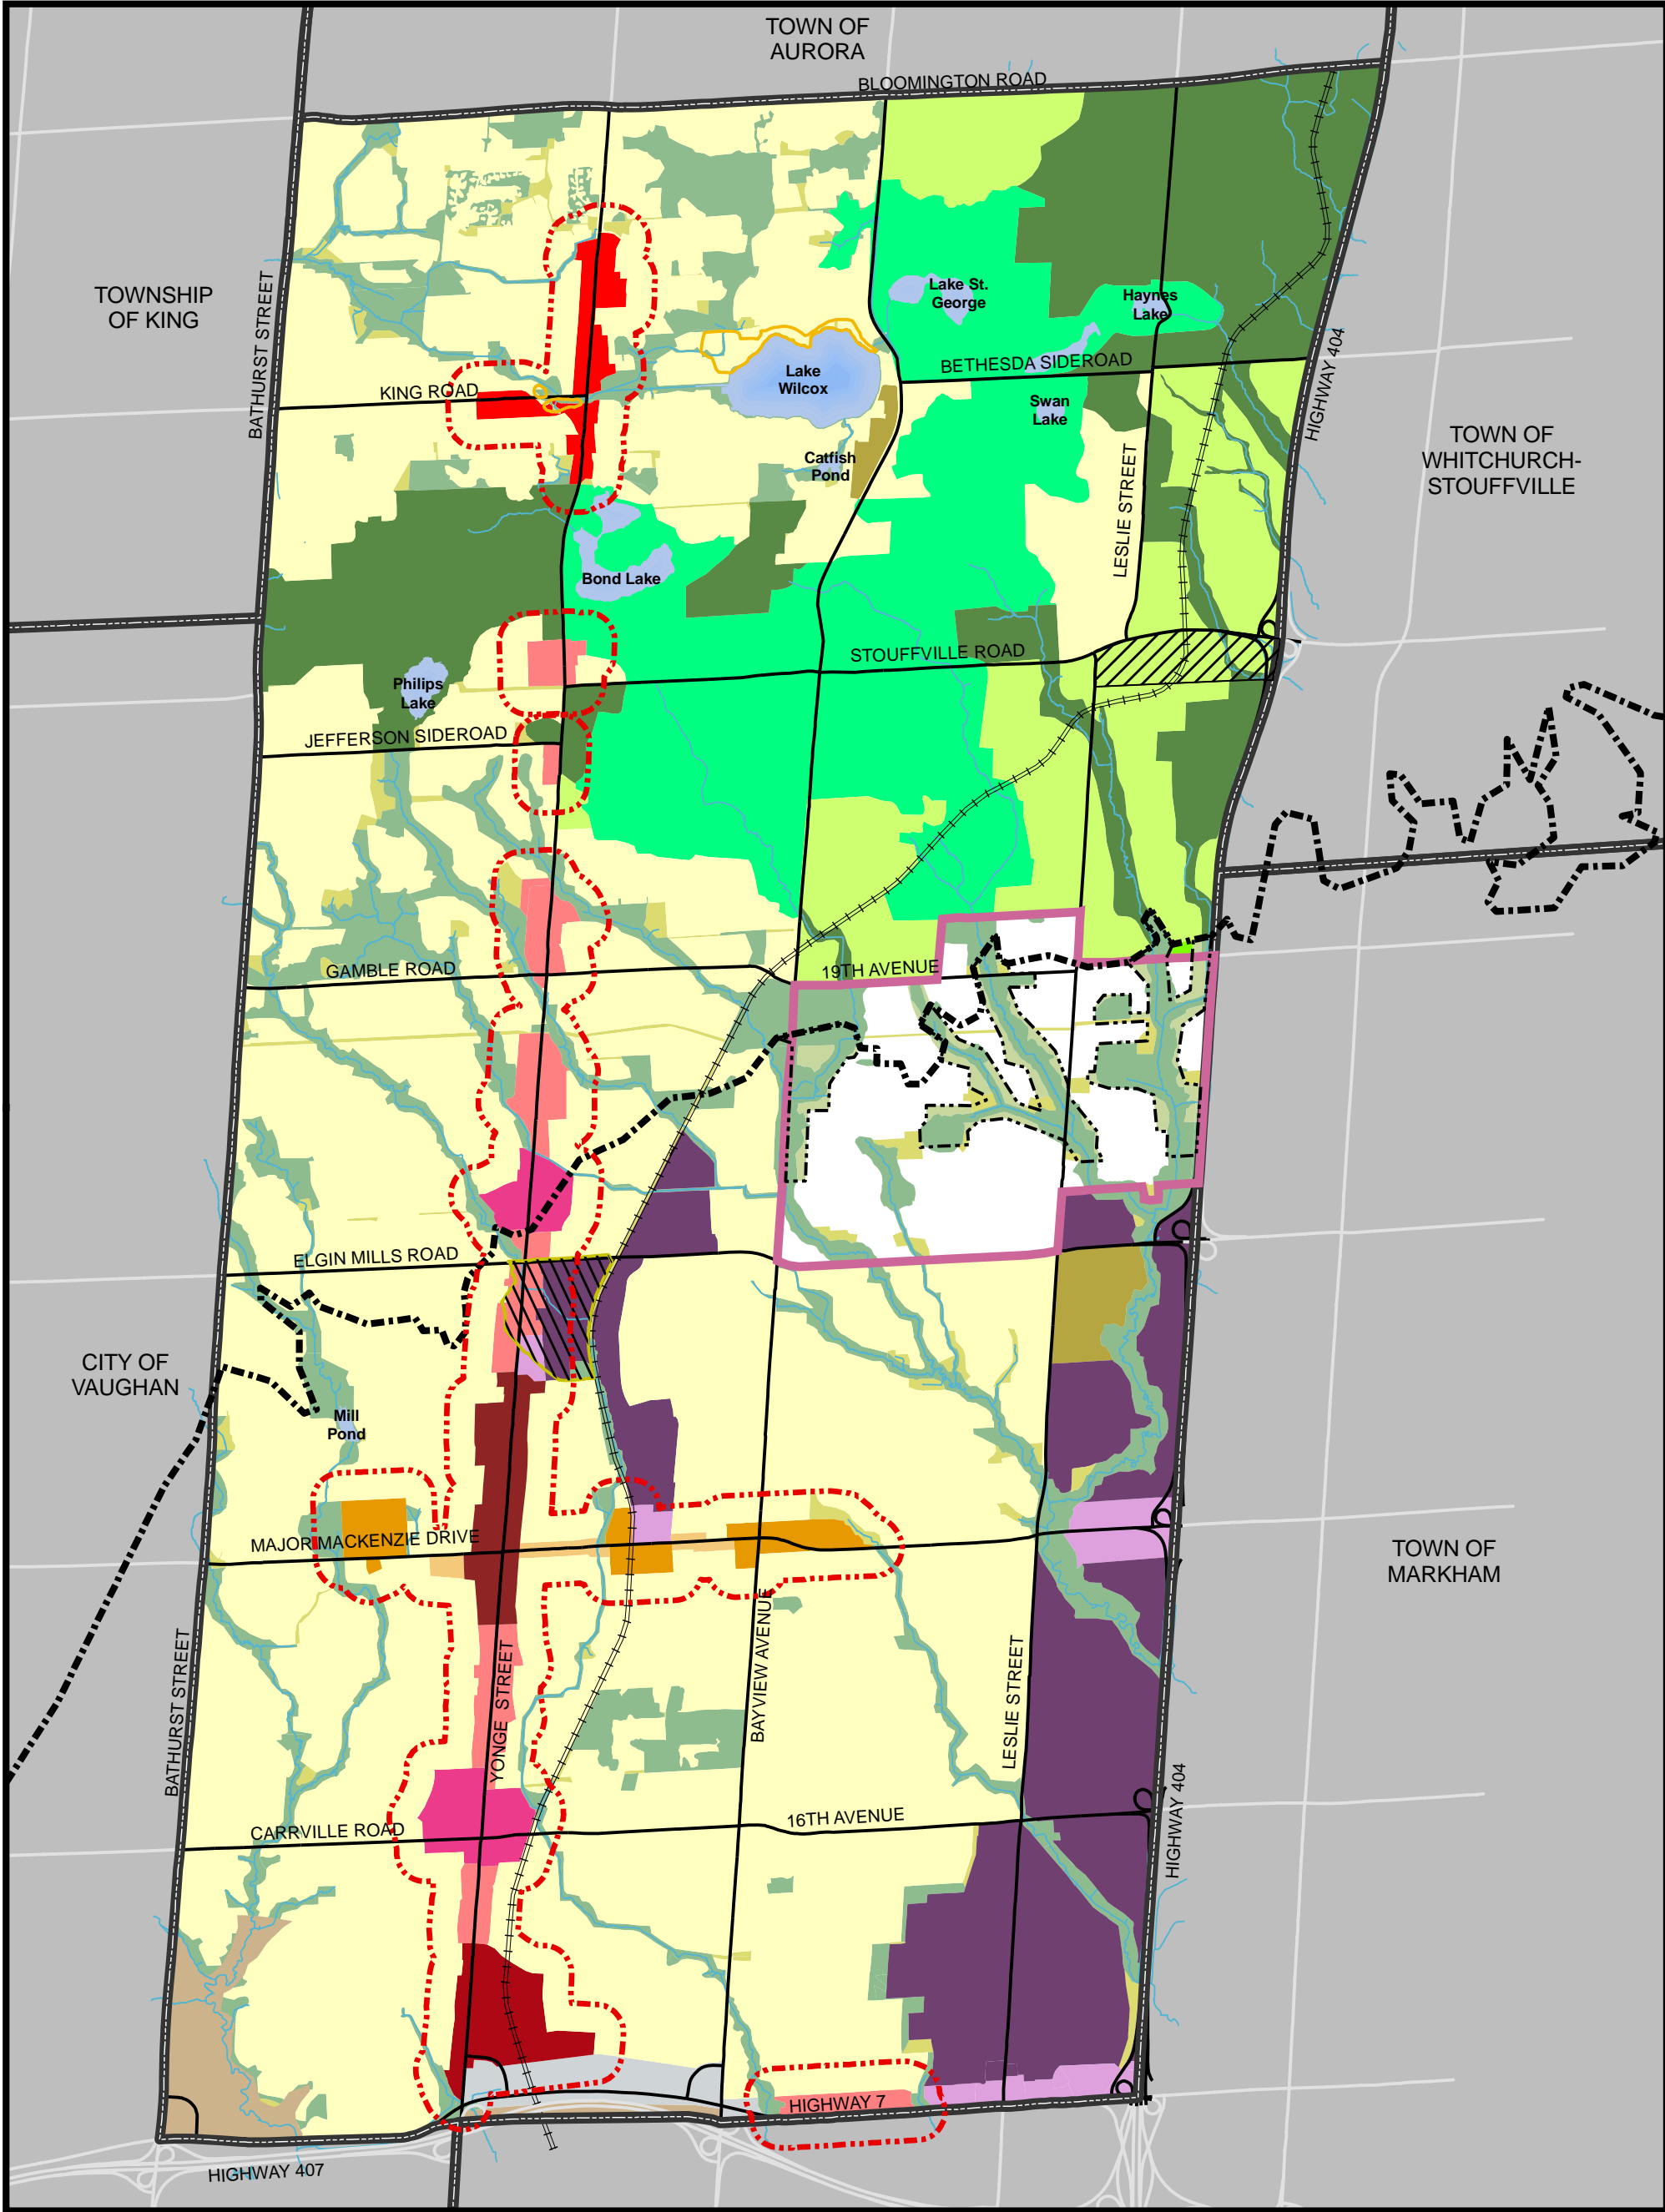 TOWN OF
AURORA
BLOOMINGTON ROAD
TOWNSHIP
OF KING
BATHURST STREET
Lake St.
George
Haynes
Lake
HIGHWAY 404
BETHESDA SIDEROAD
Lake
Wilcox
KING ROAD
Swan
Lake
TOWN OF
WHITCHURCH-
STOUFFVILLE
Catfish
Pond
LESLIE STREET
Bond Lake
STOUFFVILLE ROAD
Philips
Lake
JEFFERSON SIDEROAD
GAMBLE ROAD
19TH AVENUE
ELGIN MILLS ROAD
CITY OF
VAUGHAN
Mill
Pond
MAJOR MACKENZIE DRIVE
TOWN OF
MARKHAM
BATHURST STREET
YONGE STREET
BAYVIEW AVENUE
LESLIE STREET
HIGHWAY 404
CARRVILLE ROAD
16TH AVENUE
HIGHWAY 7
HIGHWAY 407